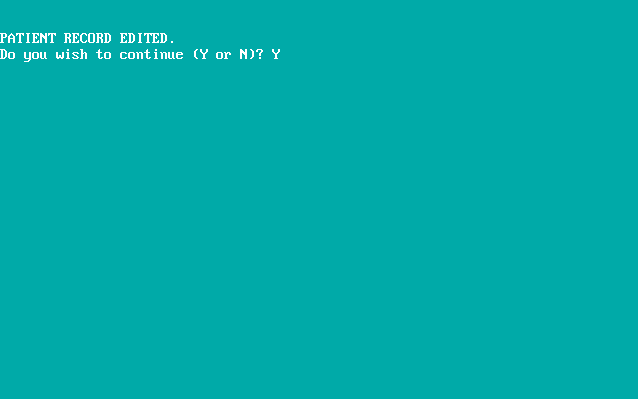 PATIENT RECORD EDITED.
Do you wish to continue (Y or N)? Y